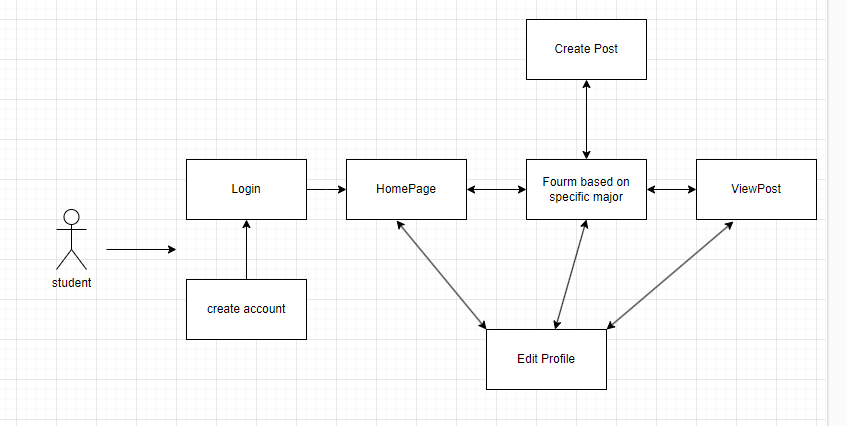 Create Post
Login
HomePage
Fourm based on
specific major
ViewPost
student
create account
Edit Profile